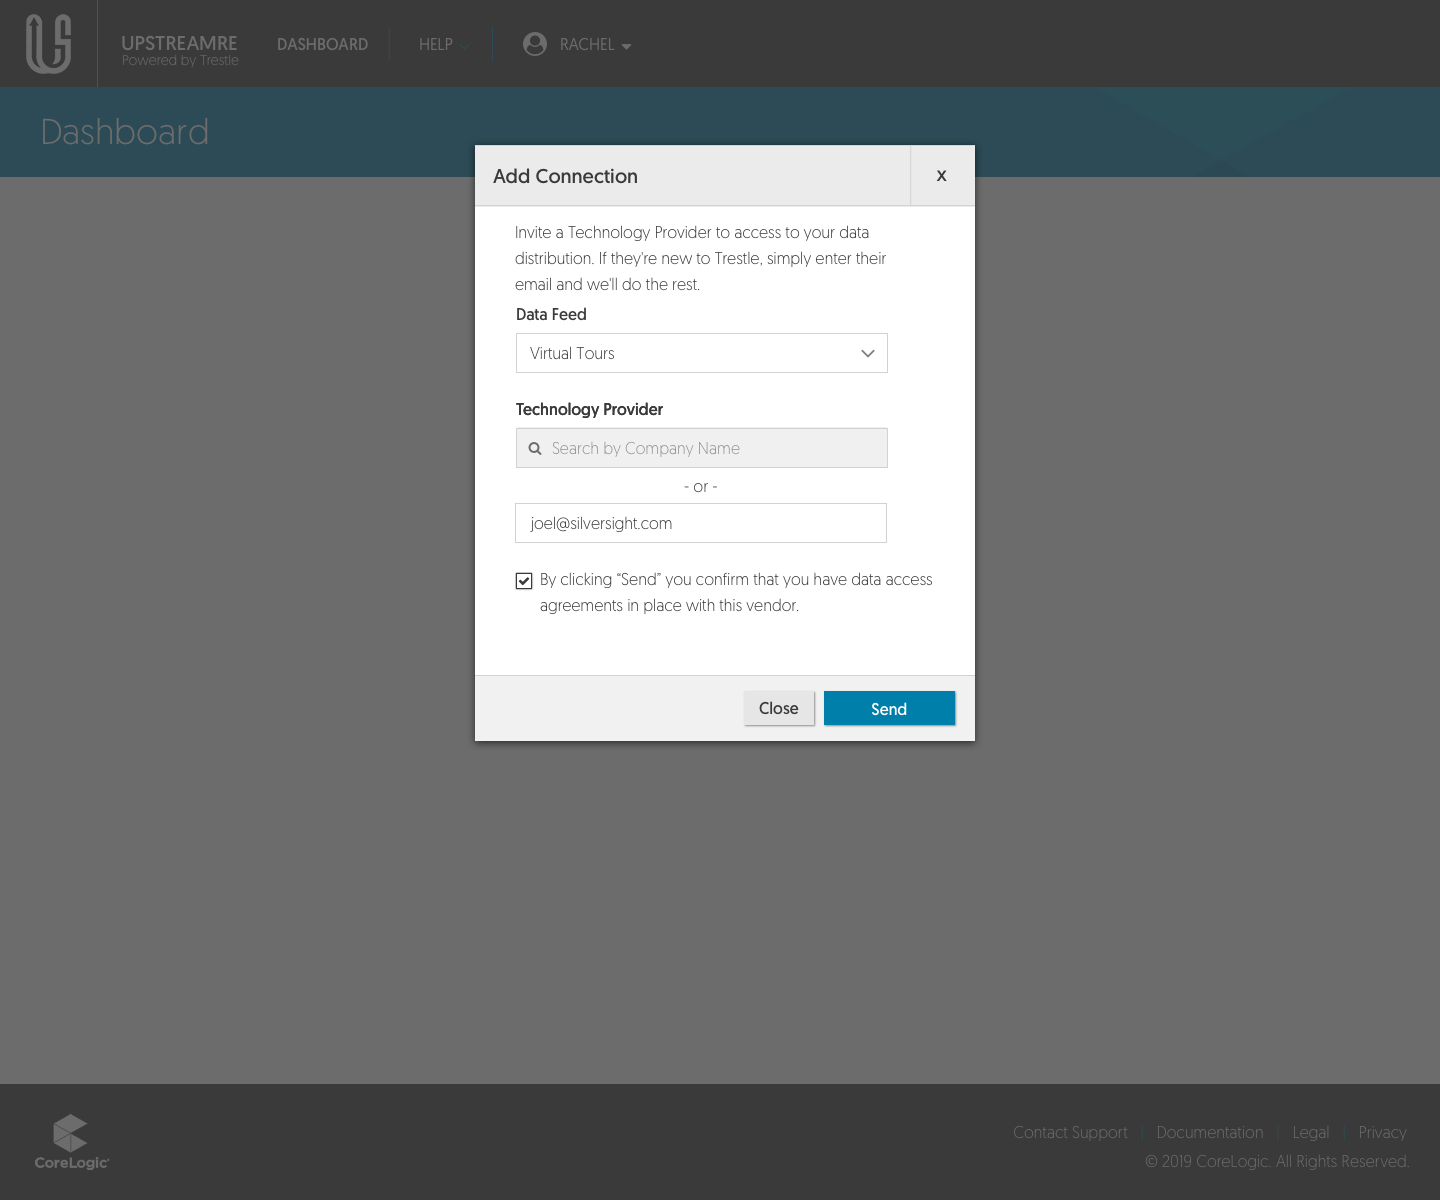 UPSTREAMRE
Powered by Trestle
DASHBOARD
HELP
RACHEL
Dashboard
Add Connection
X
Invite a Technology Provider to access to your data
distribution. If they're new to Trestle, simply enter their
email and we'll do the rest.
Data Feed
Virtual Tours
Technology Provider
Search by Company Name
- or -
joel@silversight.com
By clicking “Send” you confirm that you have data access
agreements in place with this vendor.
Close
Send
CoreLogic
Contact Support
Documentation
Legal
Privacy
© 2019 CoreLogic. All Rights Reserved.